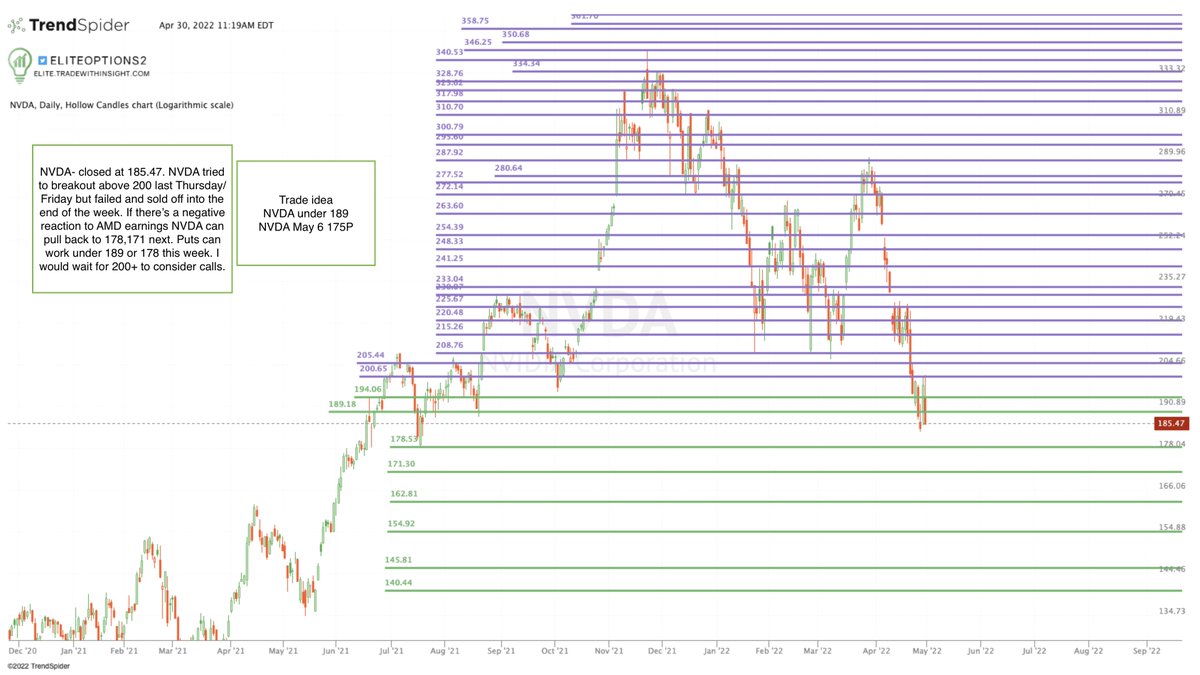 TrendSpider
Apr 30, 2022 11:19AM EDT
ELITEOPTIONS2
ELITE.TRADEWITHINSIGHT.COM
NVDA, Daily, Hollow Candles chart (Logarithmic scale)
NVDA- closed at 185.47. NVDA tried
to breakout above 200 last Thursday/
Friday but failed and sold off into the
end of the week. If there's a negative
reaction to AMD earnings NVDA can
pull back to 178,171 next. Puts can
work under 189 or 178 this week. I
would wait for 200+ to consider calls.
Trade idea
NVDA under 189
NVDA May 6 175P
358.75
350.68
346.25
340.53
334.34
328.76
317.98
310.70
300.79
287.92
280.64
277.52
272.14
263.60
254.39
248.33
241.25
233.04
225.67
220.48
215.26
208.76
205.44
200.65
194.06
189.18
178.53
171.30
162.81
154.92
145.81
140.44
NVDA
NVIDIA Corporation
333.32
310.89
289.96
270.45
252.24
235.27
219.43
204.66
190.89
185.47
178.04
166.06
154.88
144.46
134.73
Dec '20 Jan '21 Feb '21 Mar '21 Apr '21 May '21 Jun '21 Jul '21 Aug '21 Sep '21 Oct '21 Nov '21 Dec '21 Jan '22 Feb '22 Mar '22 Apr '22 May '22 Jun '22 Jul '22 Aug '22 Sep '22
©2022 TrendSpider